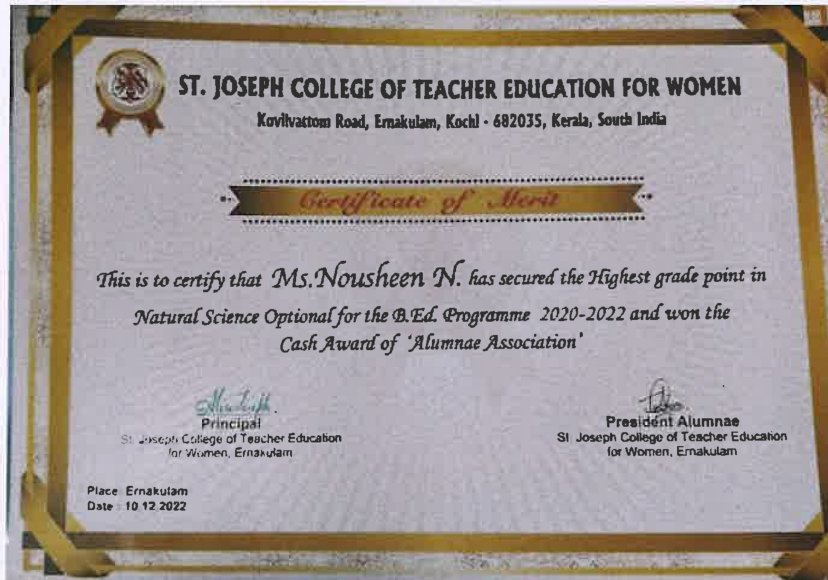 ST. JOSEPH COLLEGE OF TEACHER EDUCATION FOR WOMEN
Kovilvattom Road, Ernakulam, Kochi - 682035, Kerala, South India
Certificate of Merit
This is to certify that Ms.Nousheen N. has secured the Highest grade point in
Natural Science Optional for the B.Ed. Programme 2020-2022 and won the
Cash Award of ‘Alumnae Association’
Principal
St. Joseph College of Teacher Education
for Women, Ernakulam
President Alumnae
St. Joseph College of Teacher Education
for Women, Ernakulam
Place: Ernakulam
Date : 10.12.2022